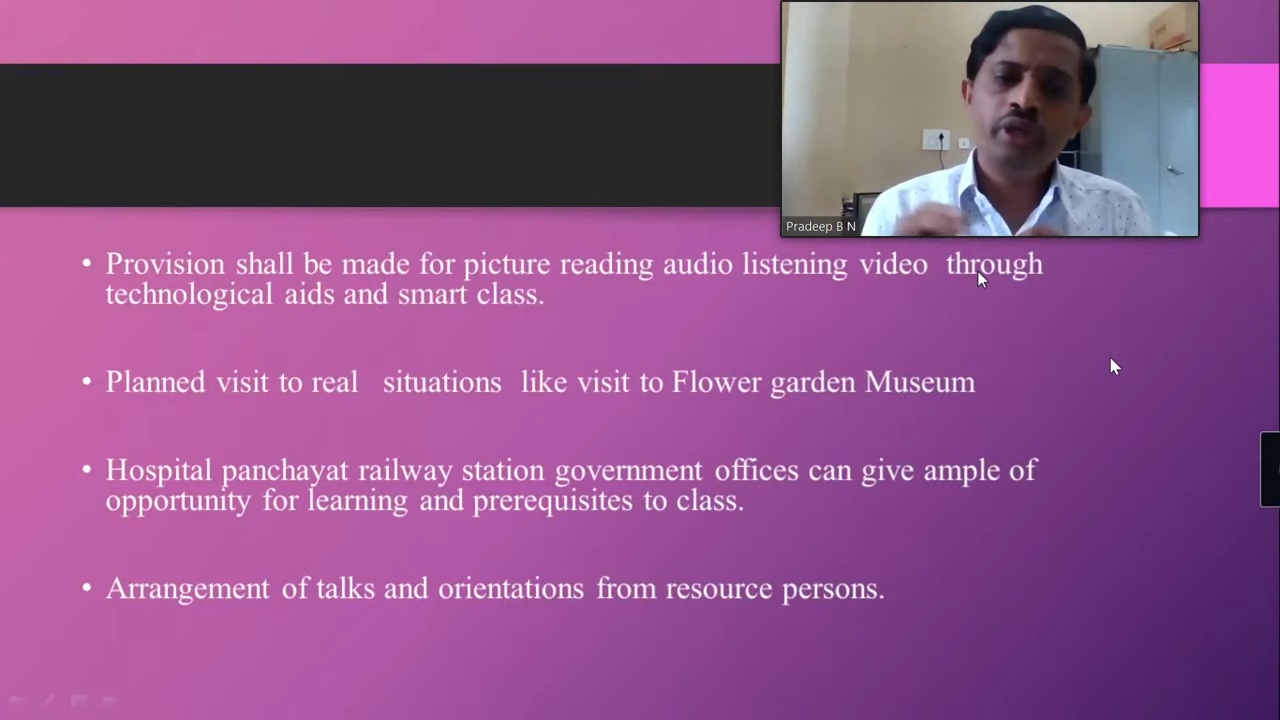 Pradeep B N
• Provision shall be made for picture reading audio listening video through
technological aids and smart class.
• Planned visit to real situations like visit to Flower garden Museum
• Hospital panchayat railway station government offices can give ample of
opportunity for learning and prerequisites to class.
• Arrangement of talks and orientations from resource persons.